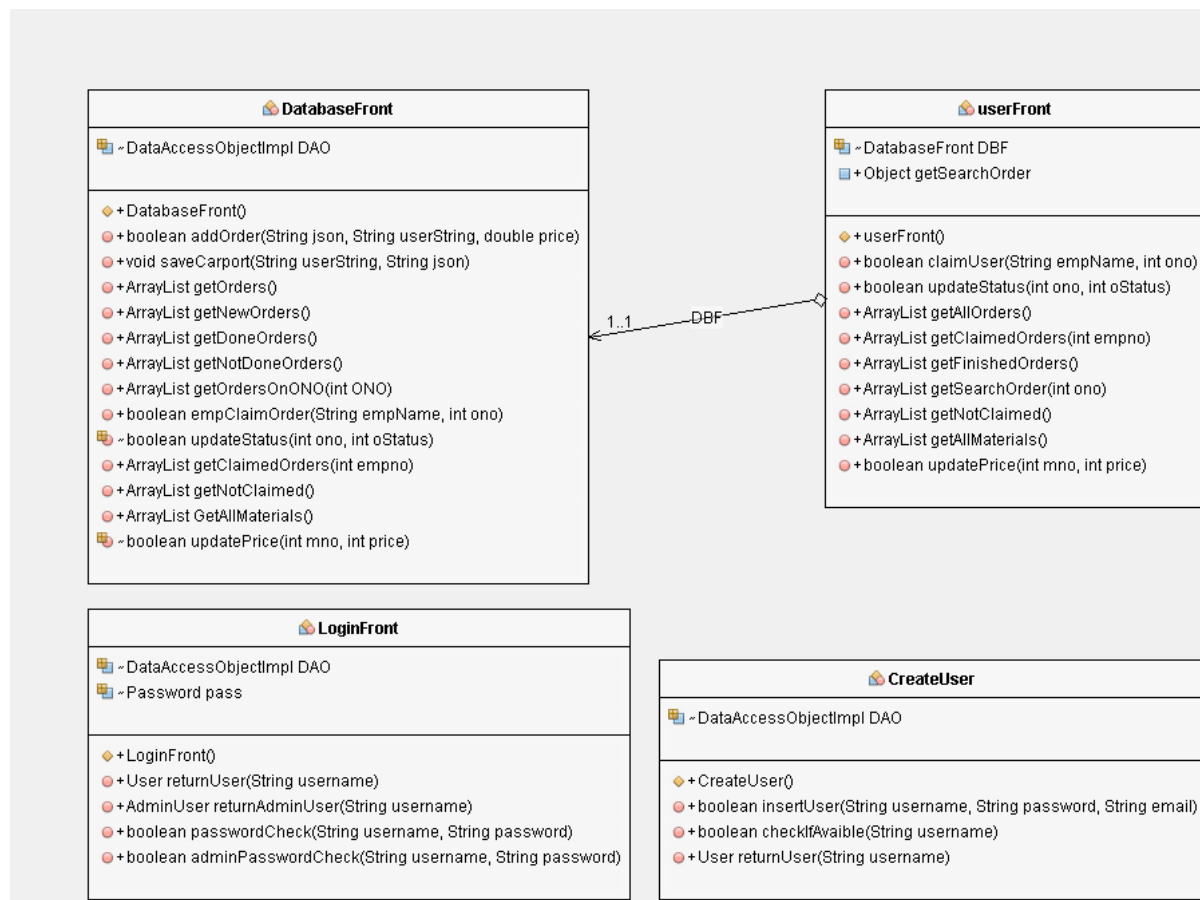 DatabaseFront
~DataAccessObjectImpl DAO
+DatabaseFront()
+boolean addOrder(String json, String userString, double price)
+void saveCarport(String userString, String json)
+ArrayList getOrders()
+ArrayList getNewOrders()
+ArrayList getDoneOrders()
+ArrayList getNotDoneOrders()
+ArrayList getOrdersOnONO(int ONO)
+boolean empClaimOrder(String empName, int ono)
~boolean updateStatus(int ono, int oStatus)
+ArrayList getClaimedOrders(int empno)
+ArrayList getNotClaimed()
+ArrayList GetAllMaterials()
~boolean updatePrice(int mno, int price)
1..1
DBF
userFront
~DatabaseFront DBF
+Object getSearchOrder
+userFront()
+boolean claimUser(String empName, int ono)
+boolean updateStatus(int ono, int oStatus)
+ArrayList getAllOrders()
+ArrayList getClaimedOrders(int empno)
+ArrayList getFinishedOrders()
+ArrayList getSearchOrder(int ono)
+ArrayList getNotClaimed()
+ArrayList getAllMaterials()
+boolean updatePrice(int mno, int price)
LoginFront
~DataAccessObjectImpl DAO
~Password pass
+LoginFront()
+User returnUser(String username)
+AdminUser returnAdminUser(String username)
+boolean passwordCheck(String username, String password)
+boolean adminPasswordCheck(String username, String password)
CreateUser
~DataAccessObjectImpl DAO
+CreateUser()
+boolean insertUser(String username, String password, String email)
+boolean checkIfAvaible(String username)
+User returnUser(String username)